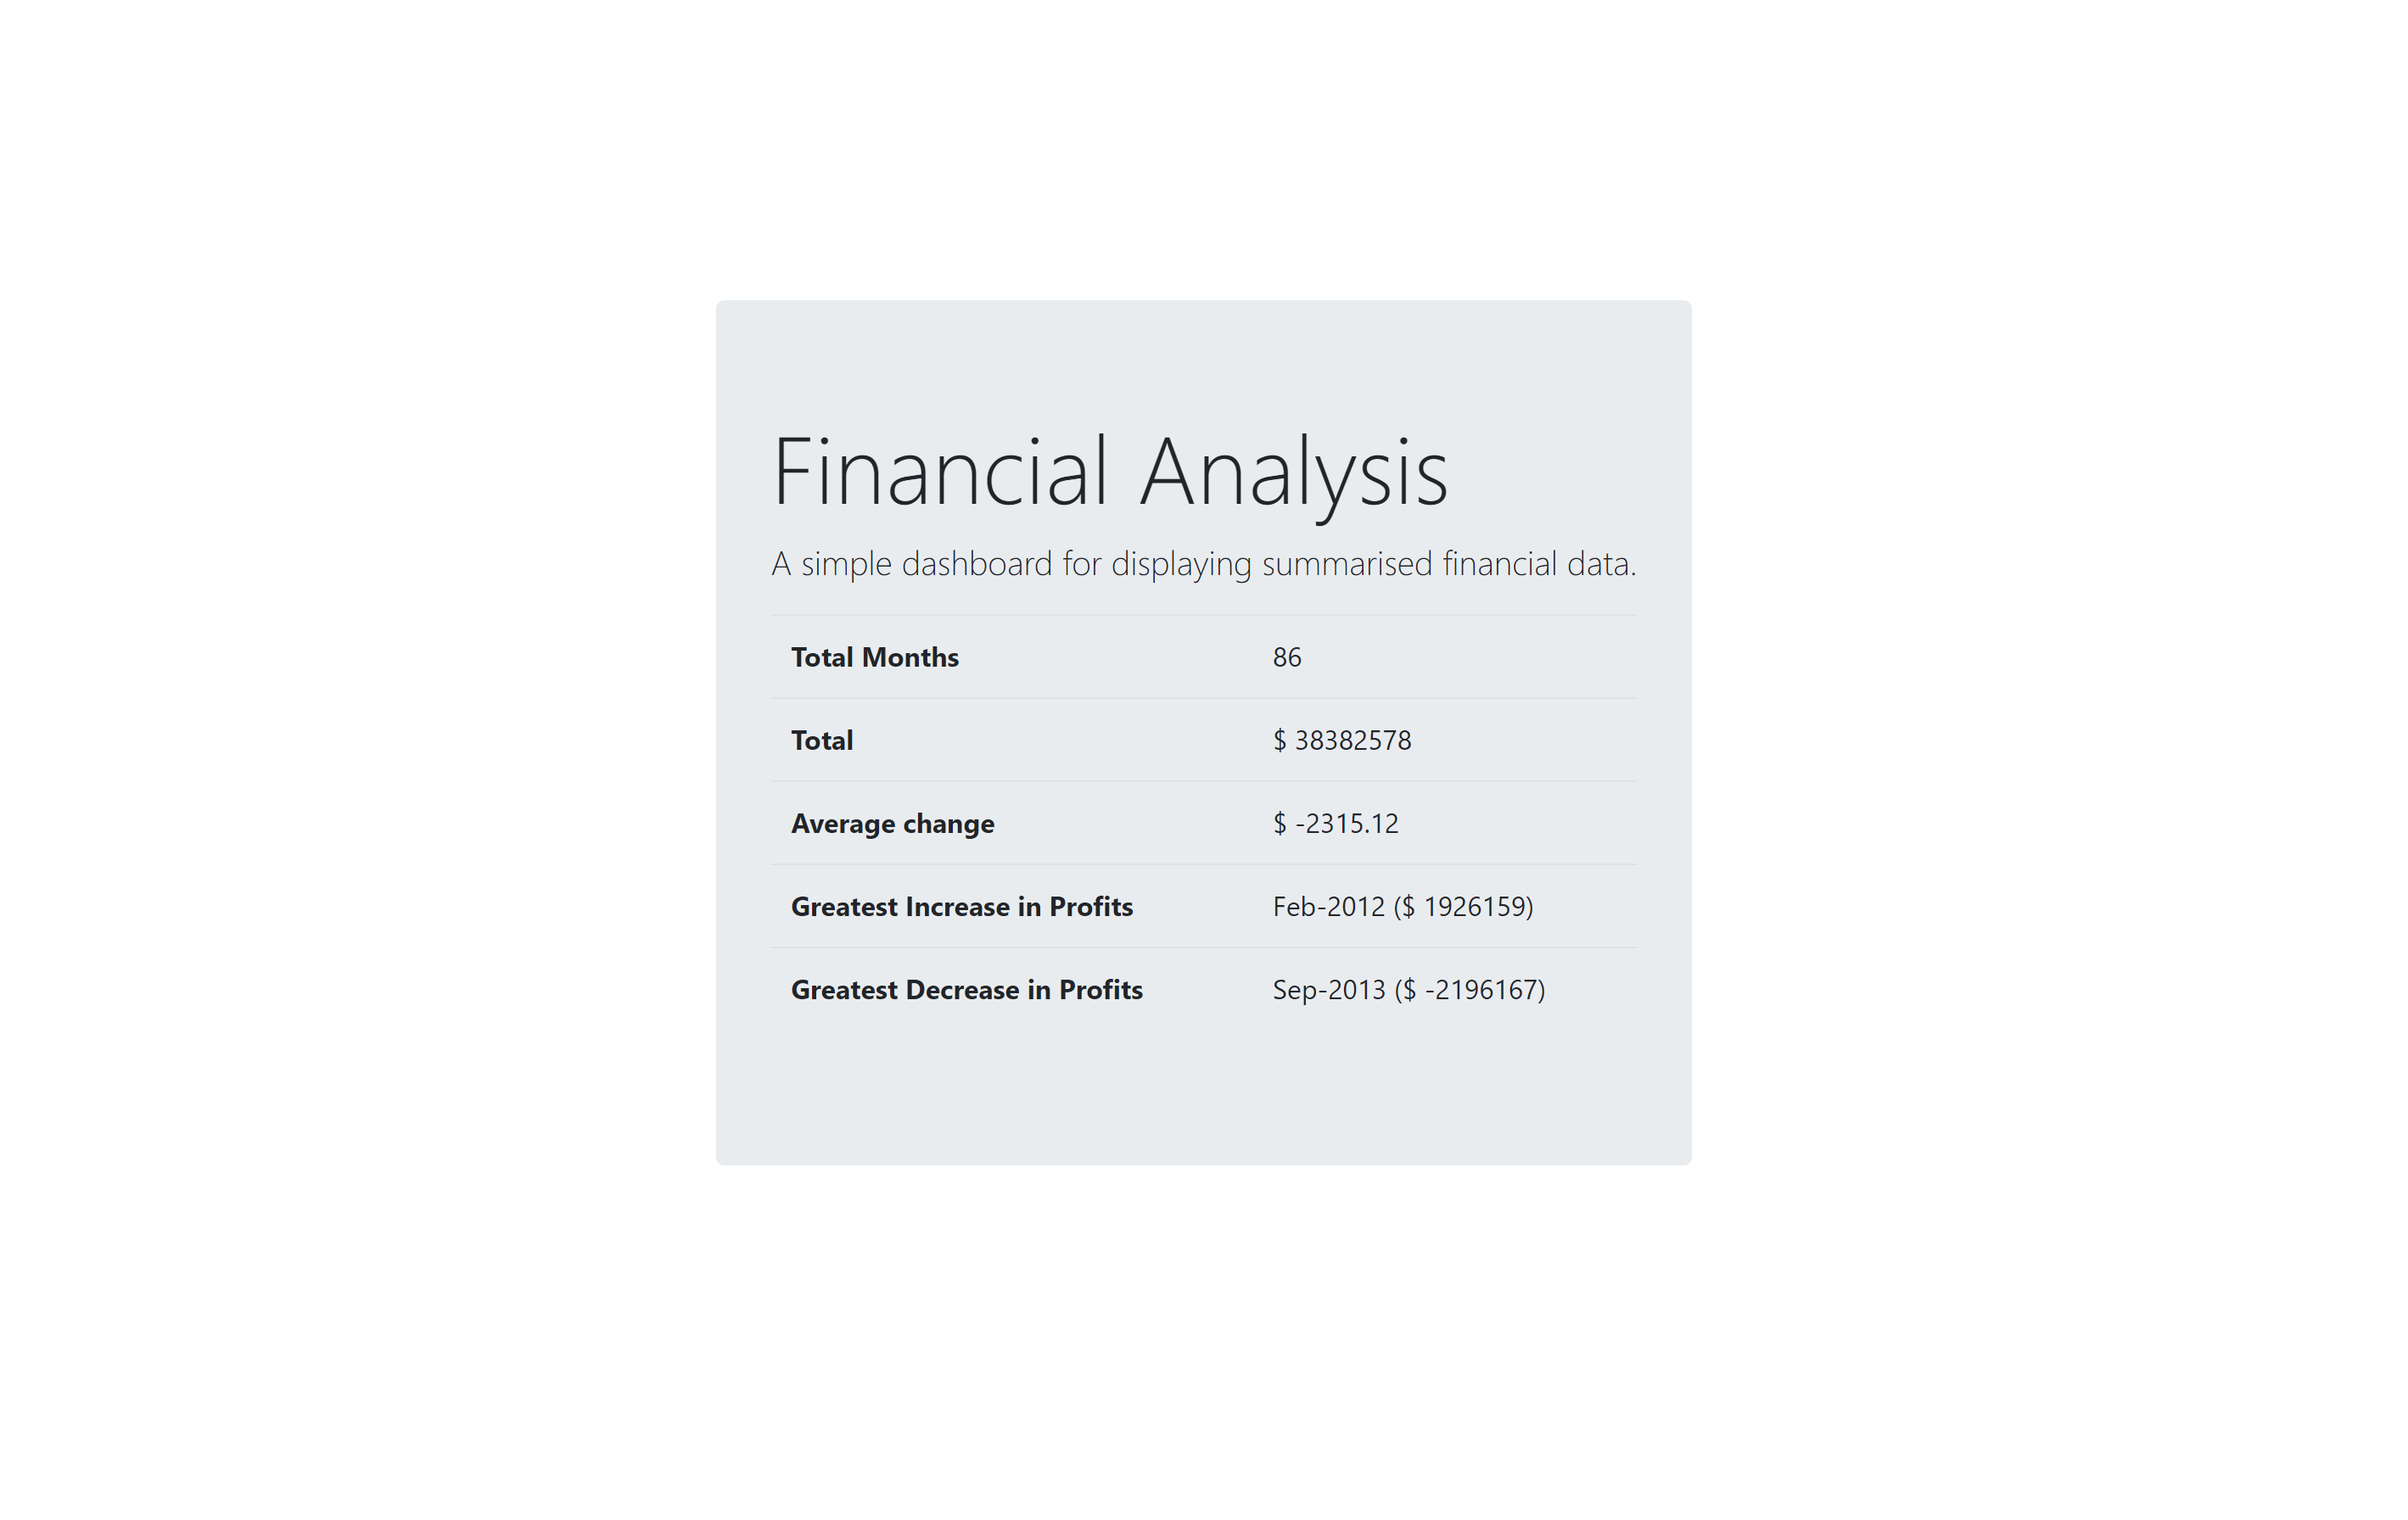 Financial Analysis
A simple dashboard for displaying summarised financial data.
Total Months 86
Total $ 38382578
Average change $ -2315.12
Greatest Increase in Profits Feb-2012 ($ 1926159)
Greatest Decrease in Profits Sep-2013 ($ -2196167)